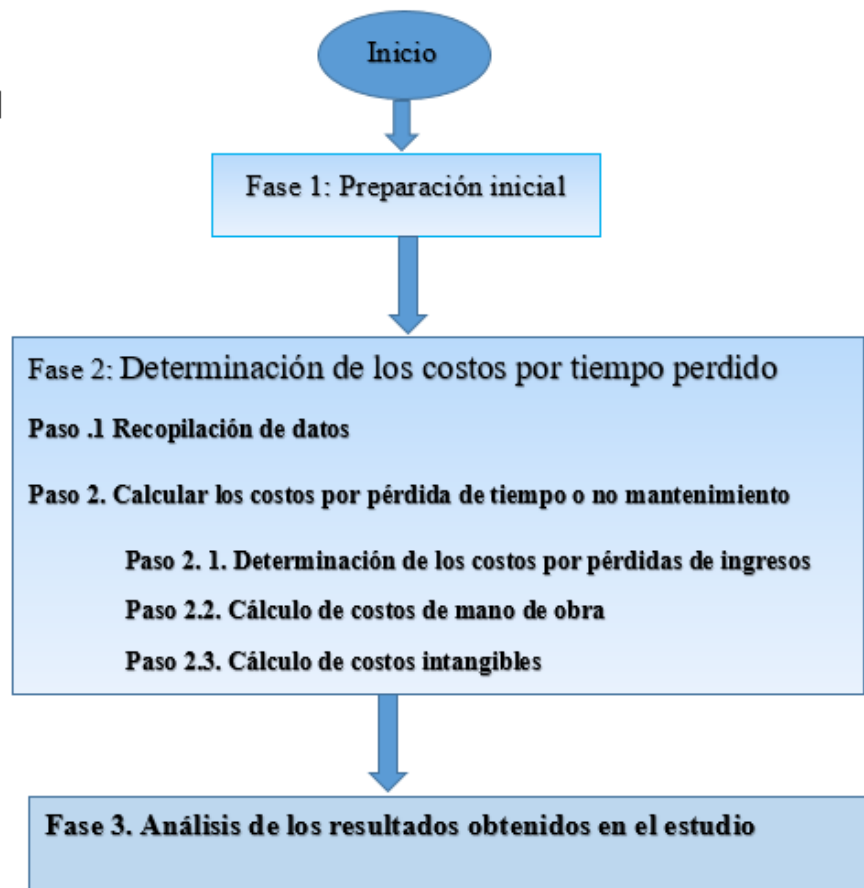 Inicio
Fase 1: Preparación inicial
Fase 2: Determinación de los costos por tiempo perdido
Paso .1 Recopilación de datos
Paso 2. Calcular los costos por pérdida de tiempo o no mantenimiento
Paso 2. 1. Determinación de los costos por pérdidas de ingresos
Paso 2.2. Cálculo de costos de mano de obra
Paso 2.3. Cálculo de costos intangibles
Fase 3. Análisis de los resultados obtenidos en el estudio